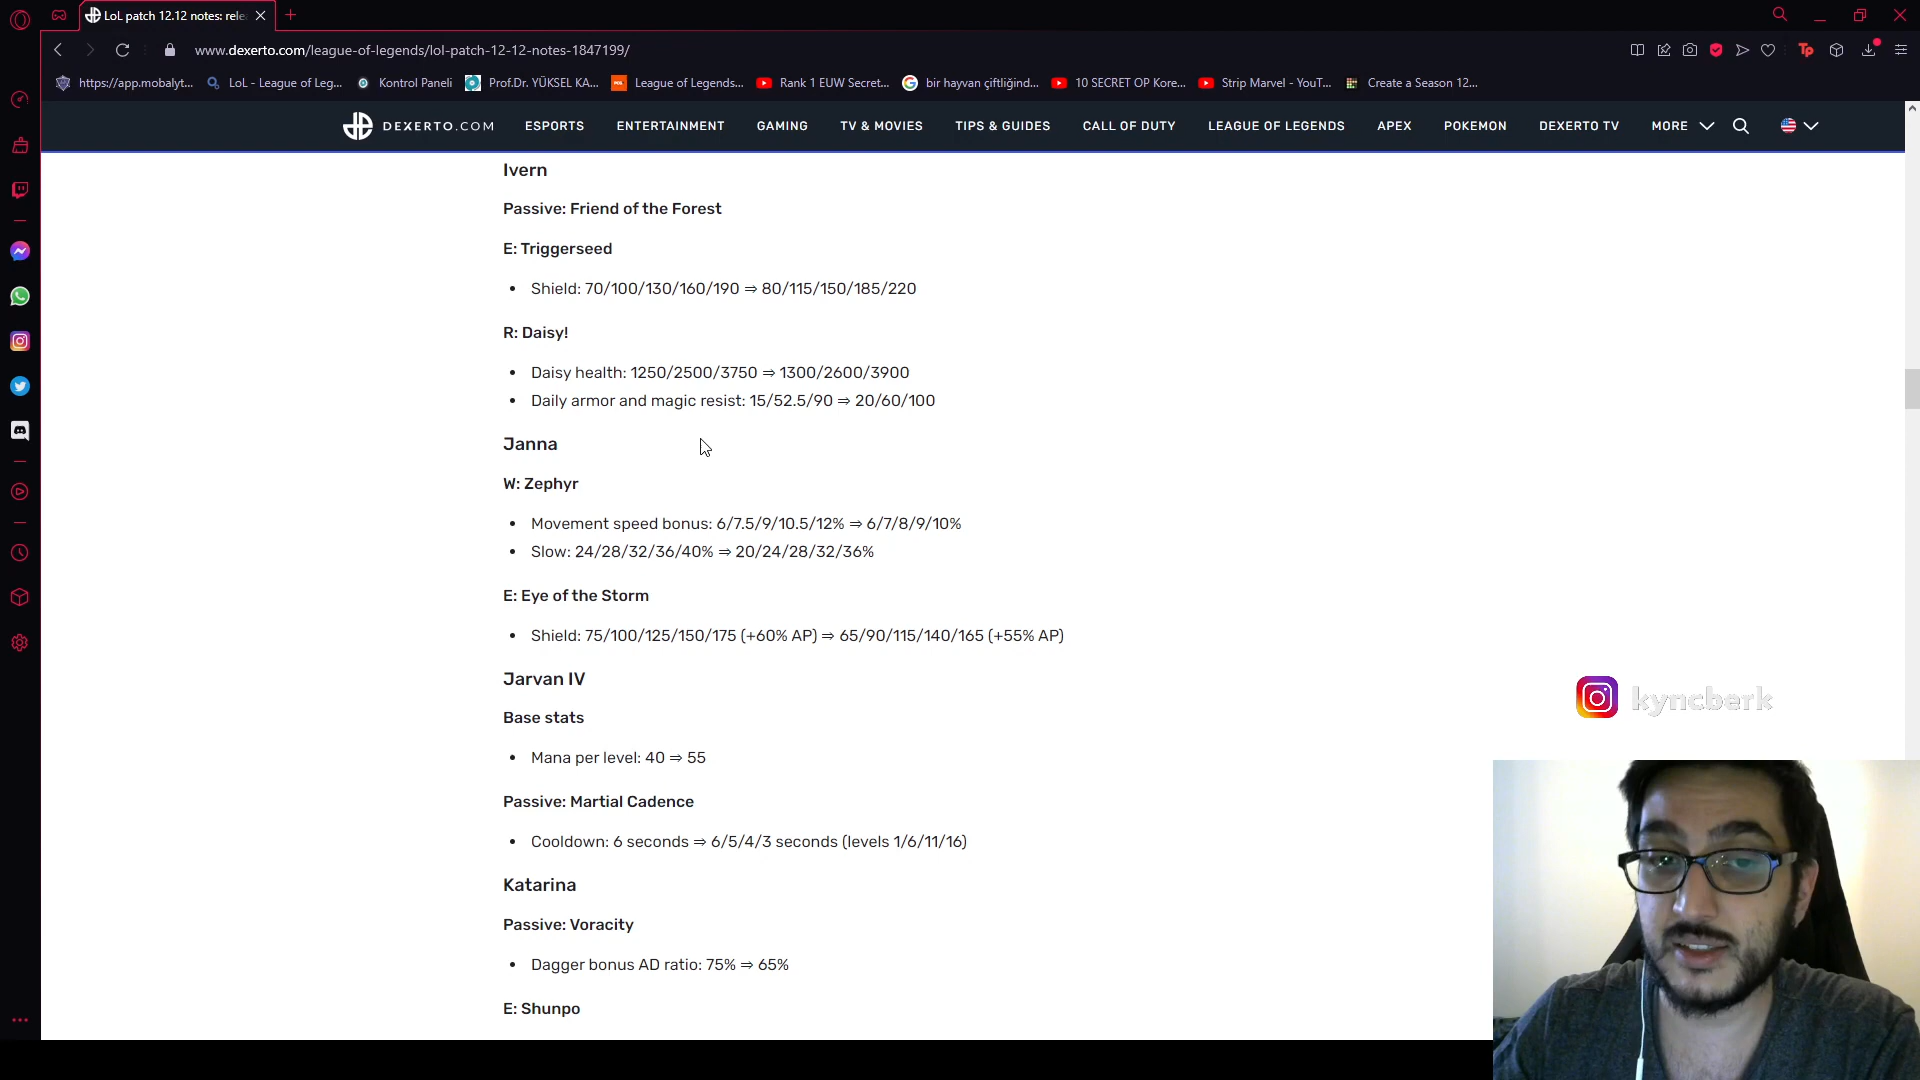 LoL patch 12.12 notes: rele
www.dexerto.com/league-of-legends/lol-patch-12-12-notes-1847199/
https://app.mobalyt... LoL - League of Leg... Kontrol Paneli Prof.Dr. YÜKSEL KA... League of Legends... Rank 1 EUW Secret... bir hayvan çiftliğind... 10 SECRET OP Kore... Strip Marvel - YouT... Create a Season 12...
DEXERTO.COM ESPORTS ENTERTAINMENT GAMING TV & MOVIES TIPS & GUIDES CALL OF DUTY LEAGUE OF LEGENDS APEX POKEMON DEXERTO TV MORE
Ivern
Passive: Friend of the Forest
E: Triggerseed
• Shield: 70/100/130/160/190 ⇒ 80/115/150/185/220
R: Daisy!
• Daisy health: 1250/2500/3750 ⇒ 1300/2600/3900
• Daily armor and magic resist: 15/52.5/90 ⇒ 20/60/100
Janna
W: Zephyr
• Movement speed bonus: 6/7.5/9/10.5/12% ⇒ 6/7/8/9/10%
• Slow: 24/28/32/36/40% ⇒ 20/24/28/32/36%
E: Eye of the Storm
• Shield: 75/100/125/150/175 (+60% AP) ⇒ 65/90/115/140/165 (+55% AP)
Jarvan IV
Base stats
• Mana per level: 40 ⇒ 55
Passive: Martial Cadence
• Cooldown: 6 seconds ⇒ 6/5/4/3 seconds (levels 1/6/11/16)
Katarina
Passive: Voracity
• Dagger bonus AD ratio: 75% ⇒ 65%
E: Shunpo
kyncberk